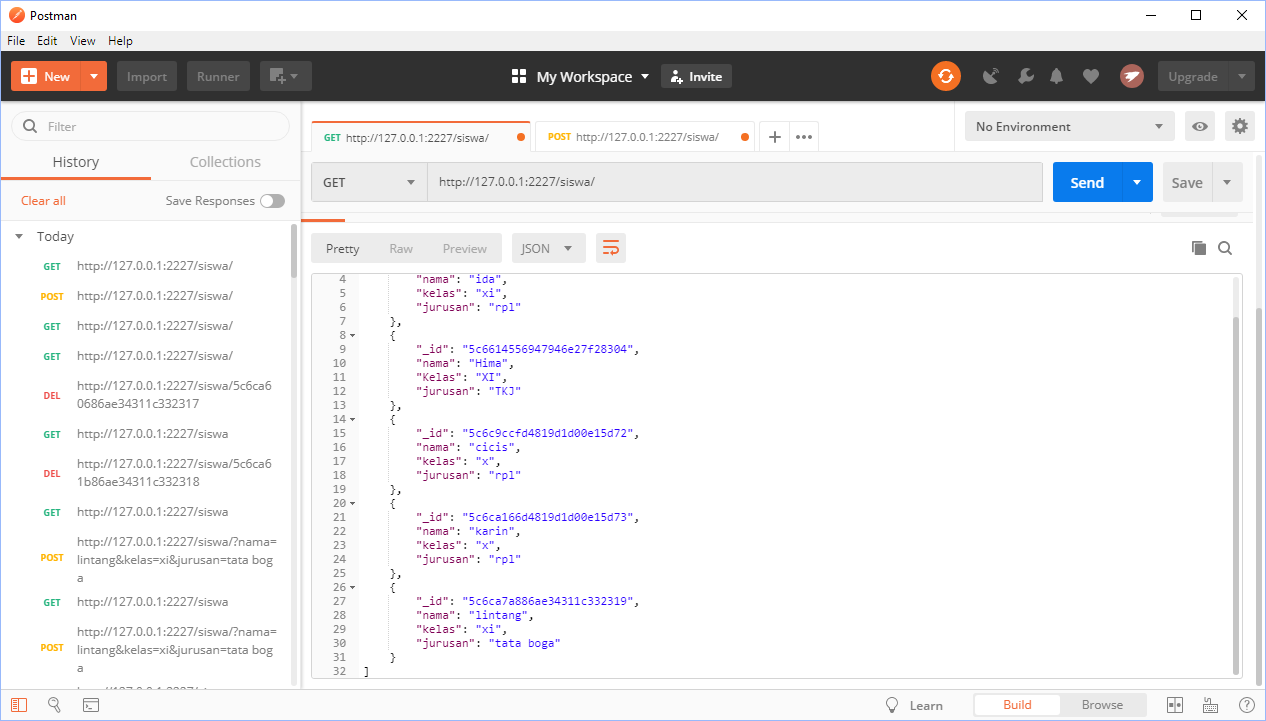 Postman
File Edit View Help
New Import Runner My Workspace Invite Upgrade
Filter
History Collections
Clear all Save Responses
Today
GET http://127.0.0.1:2227/siswa/
POST http://127.0.0.1:2227/siswa/
GET http://127.0.0.1:2227/siswa/
GET http://127.0.0.1:2227/siswa/
DEL http://127.0.0.1:2227/siswa/5c6ca6
0686ae34311c332317
GET http://127.0.0.1:2227/siswa
DEL http://127.0.0.1:2227/siswa/5c6ca6
1b86ae34311c332318
GET http://127.0.0.1:2227/siswa
POST http://127.0.0.1:2227/siswa/?nama=
lintang&kelas=xi&jurusan=tata bog
a
GET http://127.0.0.1:2227/siswa
POST http://127.0.0.1:2227/siswa/?nama=
lintang&kelas=xi&jurusan=tata bog
a
GET http://127.0.0.1:2227/siswa/ POST http://127.0.0.1:2227/siswa/ No Environment
GET http://127.0.0.1:2227/siswa/ Send Save
Pretty Raw Preview JSON
4 "nama": "ida",
5 "kelas": "xi",
6 "jurusan": "rpl"
7 },
8 {
9 "_id": "5c6614556947946e27f28304",
10 "nama": "Hima",
11 "Kelas": "XI",
12 "jurusan": "TKJ"
13 },
14 {
15 "_id": "5c6c9ccfd4819d1d00e15d72",
16 "nama": "cicis",
17 "kelas": "x",
18 "jurusan": "rpl"
19 },
20 {
21 "_id": "5c6ca166d4819d1d00e15d73",
22 "nama": "karin",
23 "kelas": "x",
24 "jurusan": "rpl"
25 },
26 {
27 "_id": "5c6ca7a886ae34311c332319",
28 "nama": "lintang",
29 "kelas": "xi",
30 "jurusan": "tata boga"
31 }
32 ]
Learn Build Browse